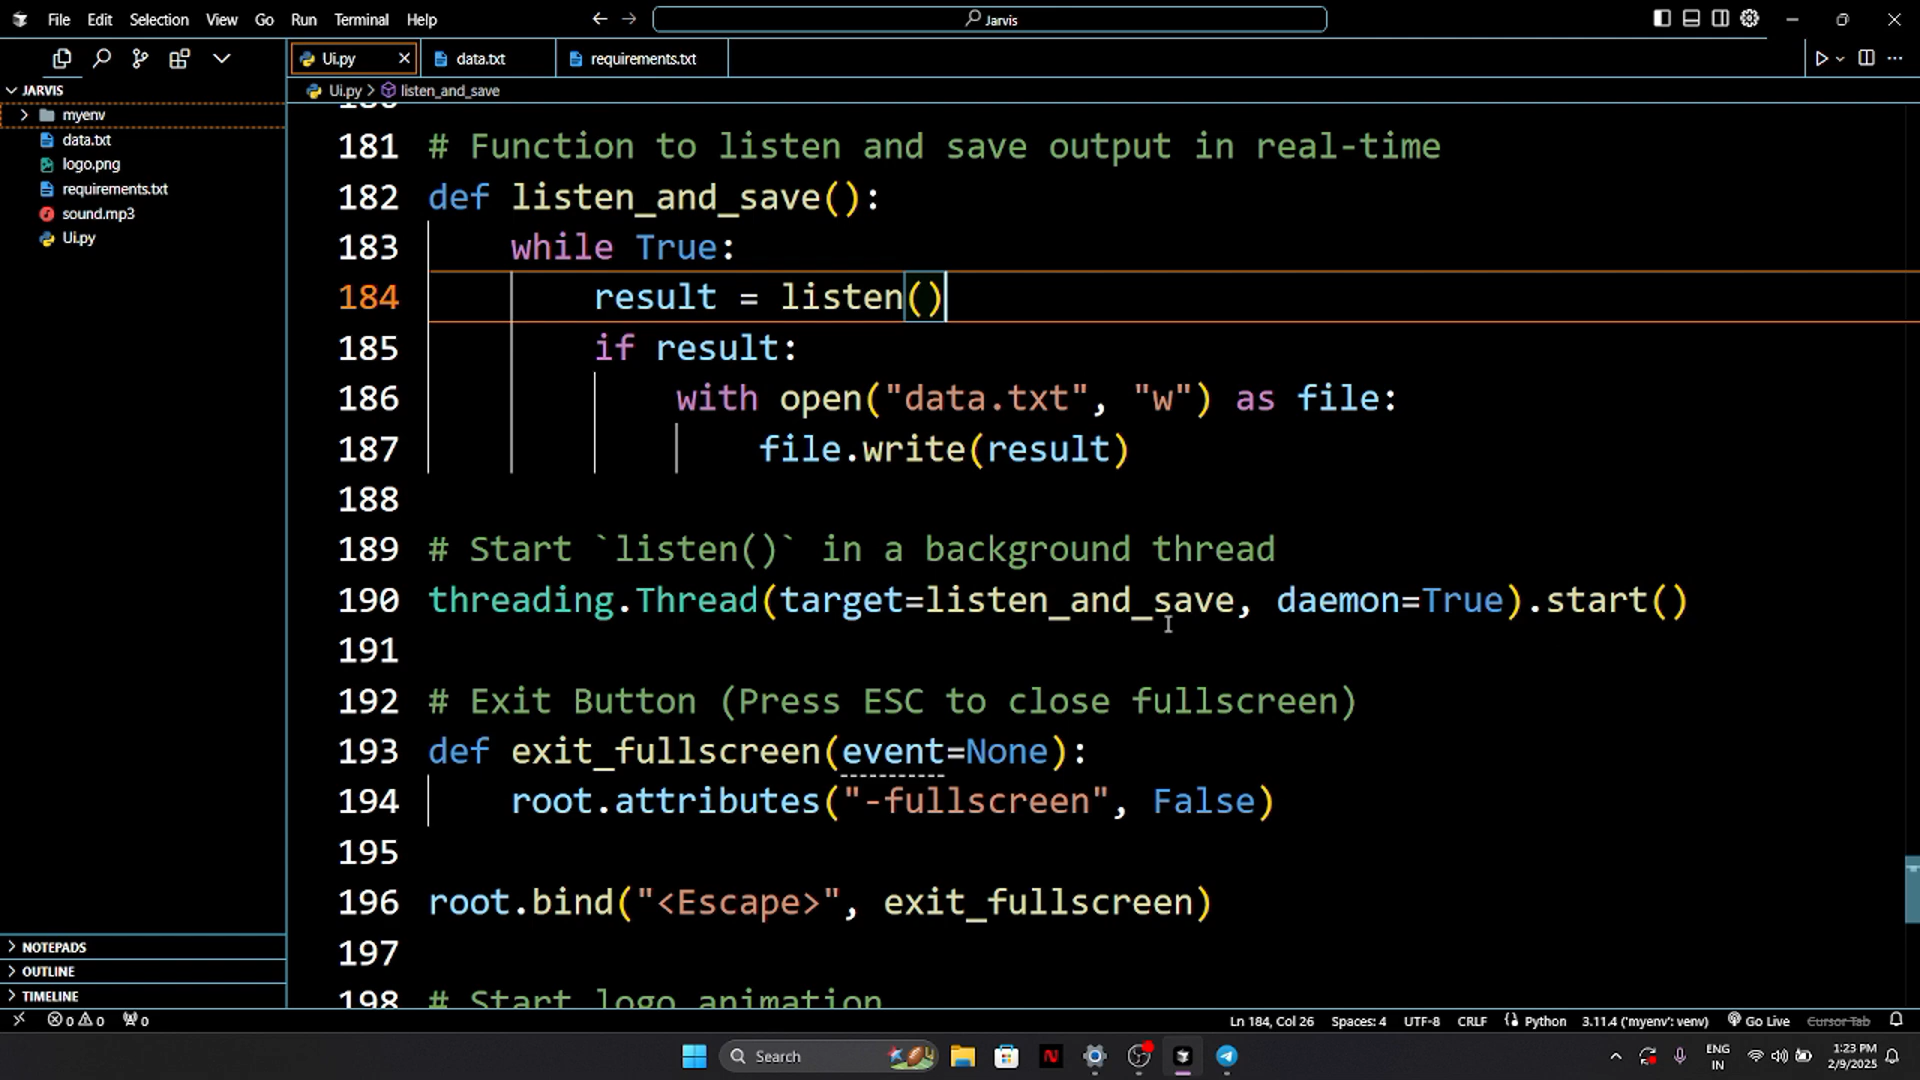 File Edit Selection View Go Run Terminal Help
Jarvis
Ui.py
data.txt
requirements.txt
JARVIS
myenv
data.txt
logo.png
requirements.txt
sound.mp3
Ui.py
NOTEPADS
OUTLINE
TIMELINE
Ui.py > listen_and_save
181 # Function to listen and save output in real-time
182 def listen_and_save():
183 while True:
184 result = listen()
185 if result:
186 with open("data.txt", "w") as file:
187 file.write(result)
188
189 # Start `listen()` in a background thread
190 threading.Thread(target=listen_and_save, daemon=True).start()
191
192 # Exit Button (Press ESC to close fullscreen)
193 def exit_fullscreen(event=None):
194 root.attributes("-fullscreen", False)
195
196 root.bind("<Escape>", exit_fullscreen)
197
198 # Start logo animation
0 0 0
Ln 184, Col 26 Spaces: 4 UTF-8 CRLF Python 3.11.4 ('myenv': venv) Go Live Cursor Tab
Search
ENG
IN
1:23 PM
2/9/2025